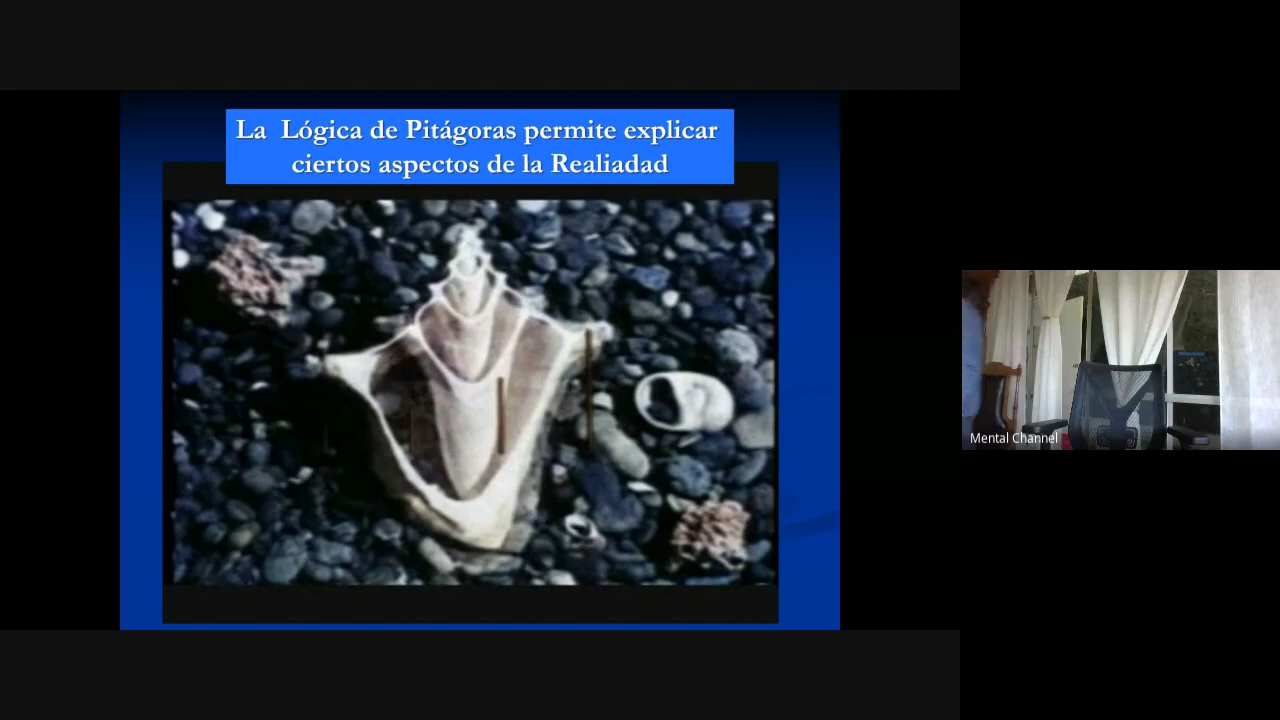 La  Lógica de Pitágoras permite explicar
ciertos aspectos de la Realiadad
Mental Channel